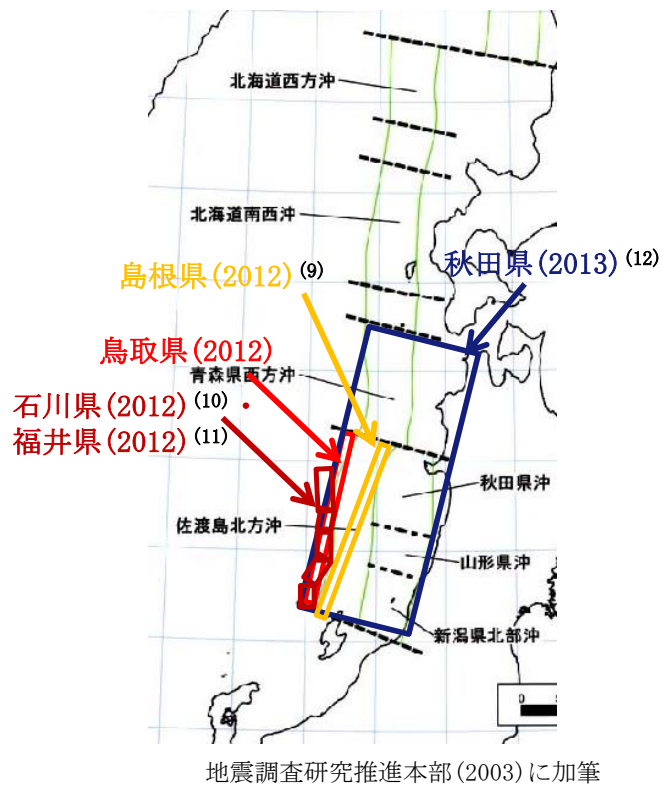 北海道西方沖
北海道南西沖
島根県(2012)(9)
秋田県(2013)(12)
鳥取県(2012)
青森県西方沖
石川県(2012)(10)・
福井県(2012)(11)
秋田県沖
佐渡島北方沖
山形県沖
新潟県北部沖
0
地震調査研究推進本部(2003)に加筆